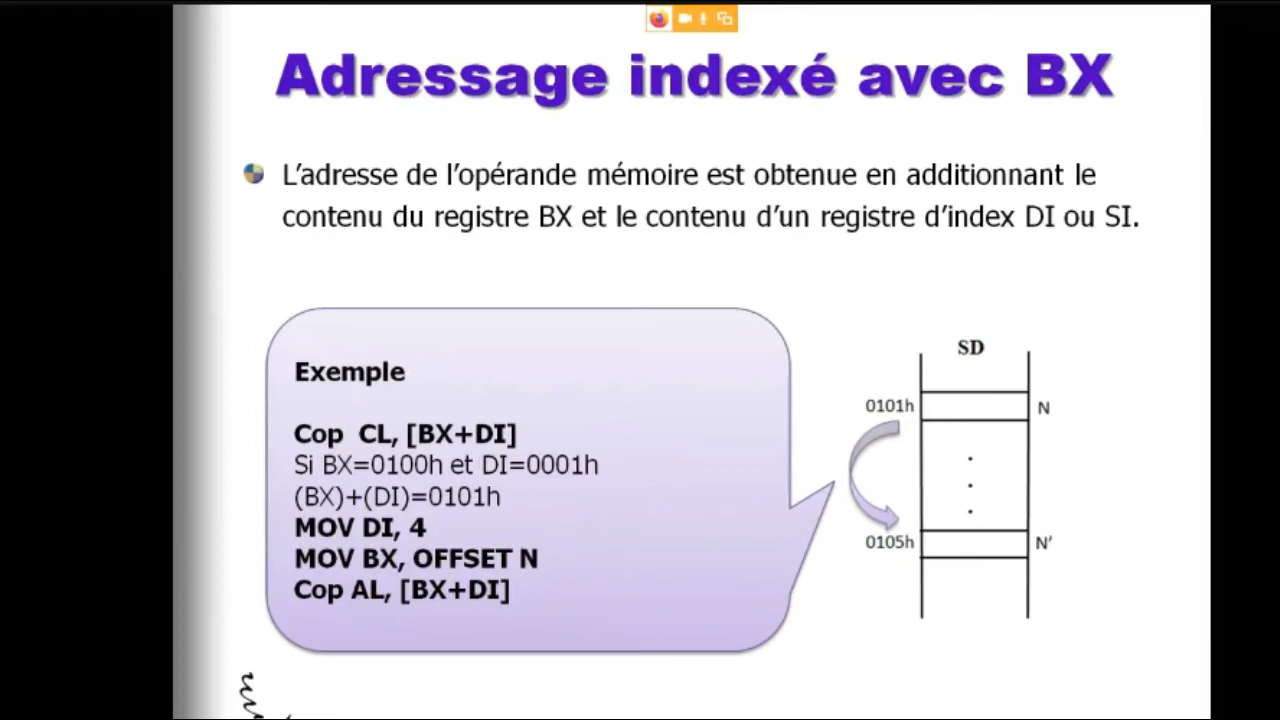 Adressage indexé avec BX
L’adresse de l’opérande mémoire est obtenue en additionnant le
contenu du registre BX et le contenu d’un registre d’index DI ou SI.
Exemple
Cop CL, [BX+DI]
Si BX=0100h et DI=0001h
(BX)+(DI)=0101h
MOV DI, 4
MOV BX, OFFSET N
Cop AL, [BX+DI]
SD
0101h N
0105h N’